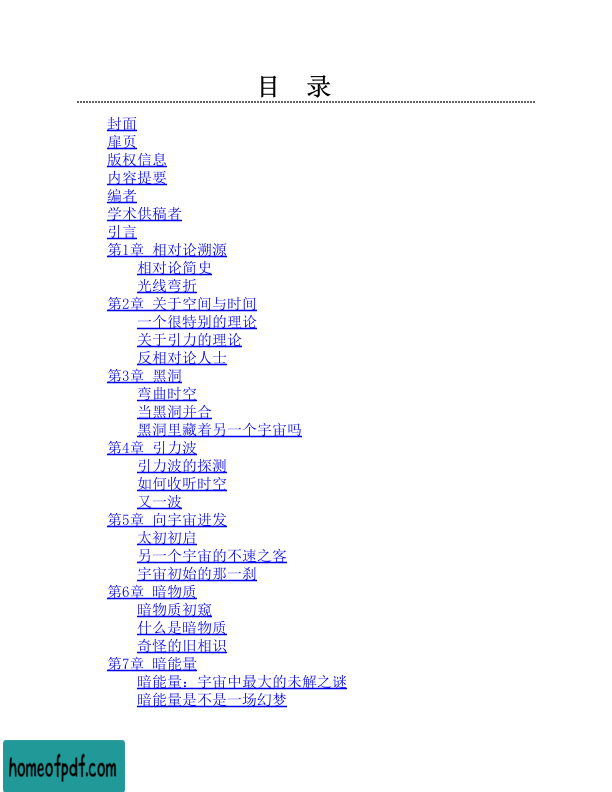 目 录
封面
扉页
版权信息
内容提要
编者
学术供稿者
引言
第1章 相对论溯源
相对论简史
光线弯折
第2章 关于空间与时间
一个很特别的理论
关于引力的理论
反相对论人士
第3章 黑洞
弯曲时空
当黑洞并合
黑洞里藏着另一个宇宙吗
第4章 引力波
引力波的探测
如何收听时空
又一波
第5章 向宇宙进发
太初初启
另一个宇宙的不速之客
宇宙初始的那一刹
第6章 暗物质
暗物质初窥
什么是暗物质
奇怪的旧相识
第7章 暗能量
暗能量：宇宙中最大的未解之谜
暗能量是不是一场幻梦
homeofpdf.com